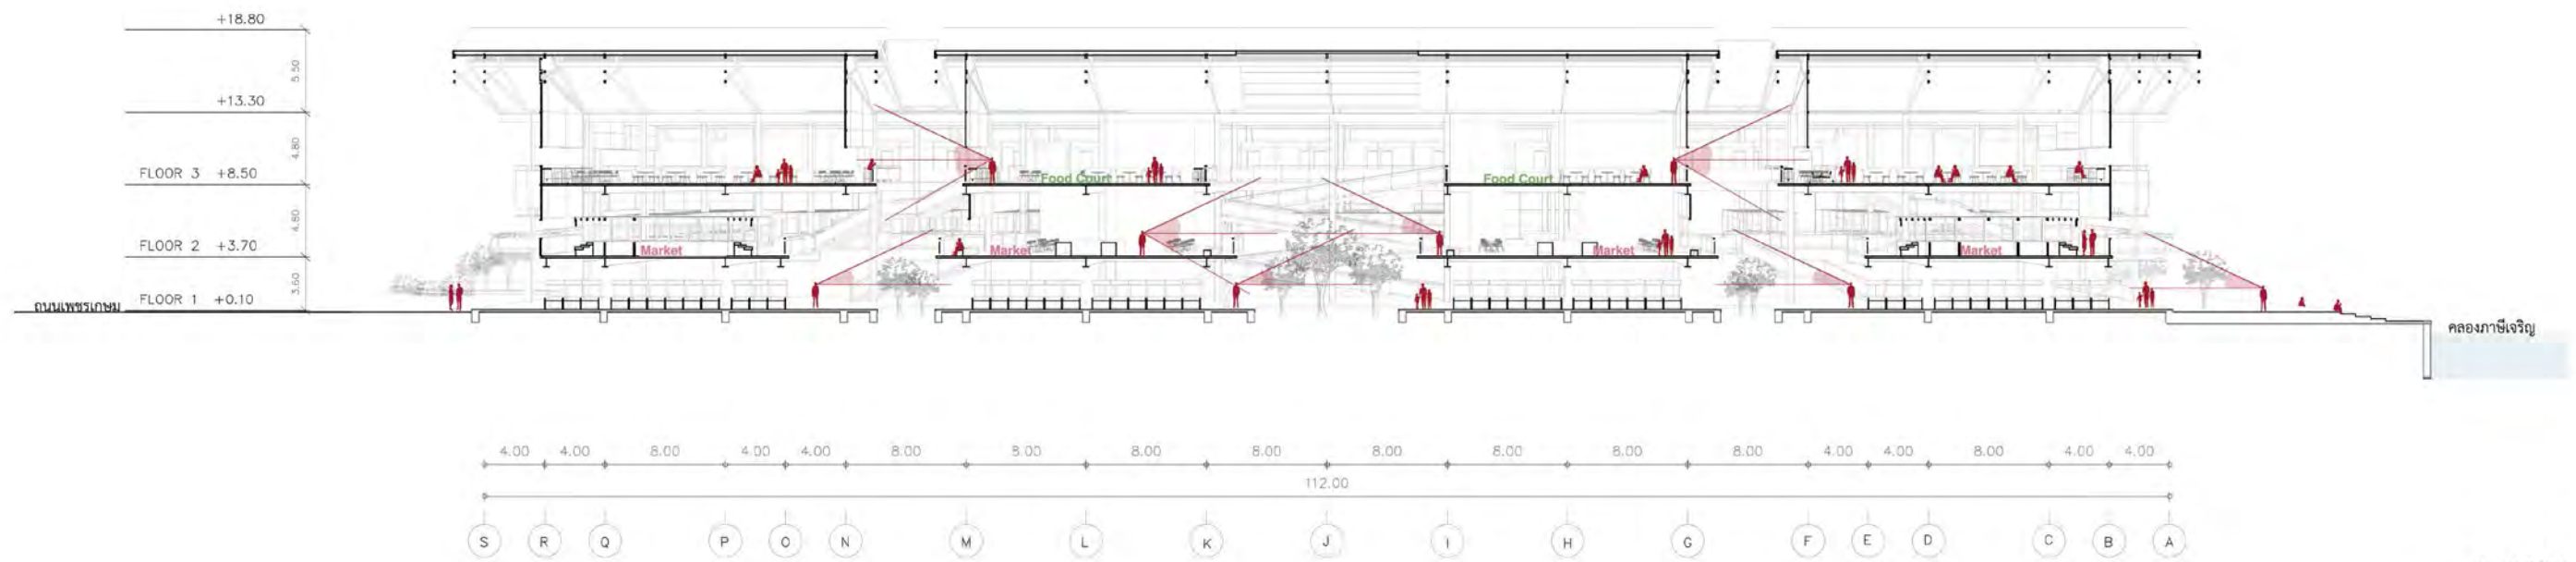 +18.80
5.50
+13.30
4.80
FLOOR 3 +8.50
4.80
FLOOR 2 +3.70
3.60
FLOOR 1 +0.10
ถนนเพชรเกษม
Food Court
Food Court
Market
Market
Market
Market
คลองภาษีเจริญ
4.00 4.00 8.00 4.00 4.00 8.00 8.00 8.00 8.00 8.00 8.00 8.00 8.00 4.00 4.00 8.00 4.00 4.00
112.00
S R Q P O N M L K J I H G F E D C B A